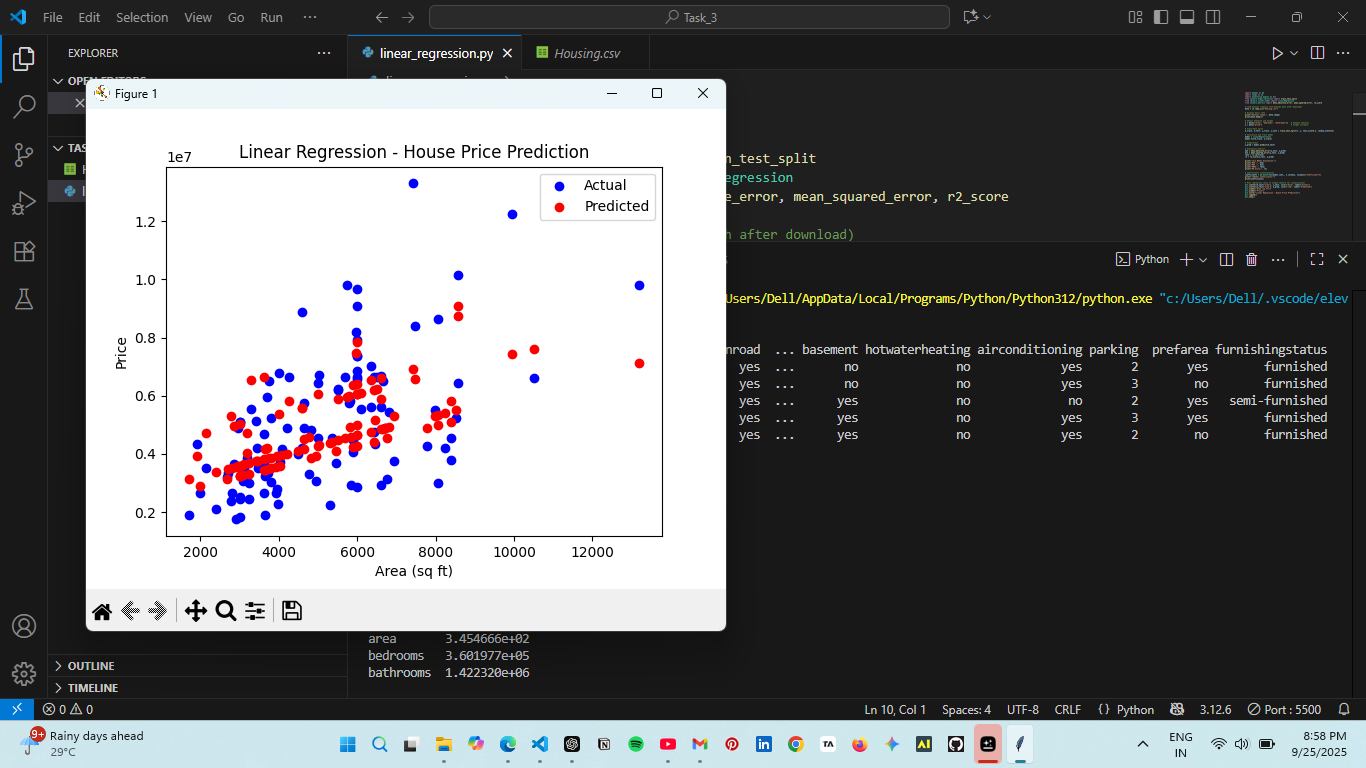 File Edit Selection View Go Run ···
Task_3
EXPLORER ···
linear_regression.py
Housing.csv
Figure 1
Linear Regression - House Price Prediction
1e7
Actual
Predicted
1.2
1.0
0.8
0.6
0.4
0.2
Price
2000 4000 6000 8000 10000 12000
Area (sq ft)
n_test_split
egression
e_error, mean_squared_error, r2_score
n after download)
Python
Users/Dell/AppData/Local/Programs/Python/Python312/python.exe "c:/Users/Dell/.vscode/elev
nroad ... basement hotwaterheating airconditioning parking prefarea furnishingstatus
yes ... no no yes 2 yes furnished
yes ... no no yes 3 no furnished
yes ... yes no no 2 yes semi-furnished
yes ... yes no yes 3 yes furnished
yes ... yes no yes 2 no furnished
area 3.454666e+02
bedrooms 3.601977e+05
bathrooms 1.422320e+06
OUTLINE
TIMELINE
0 0
Ln 10, Col 1 Spaces: 4 UTF-8 CRLF {} Python 3.12.6 Port : 5500
9+
Rainy days ahead
29°C
TA
AI
ENG
IN
8:58 PM
9/25/2025